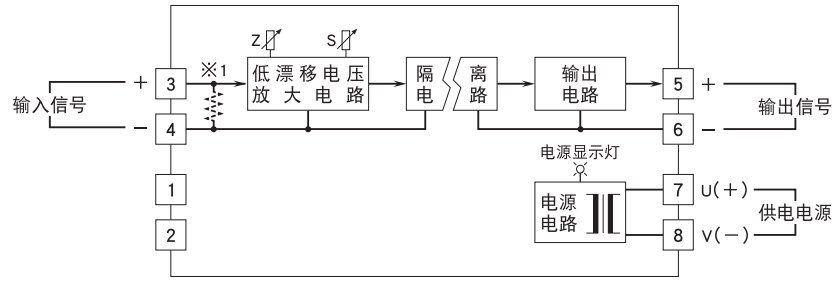 Z S
※1
+ 3
低漂移电压
放大电路
隔 离
电 路
输出
电路
5 +
输入信号
输出信号
− 4
6 −
电源显示灯
1
电源
电路
7 U(+)
供电电源
2
8 V(−)